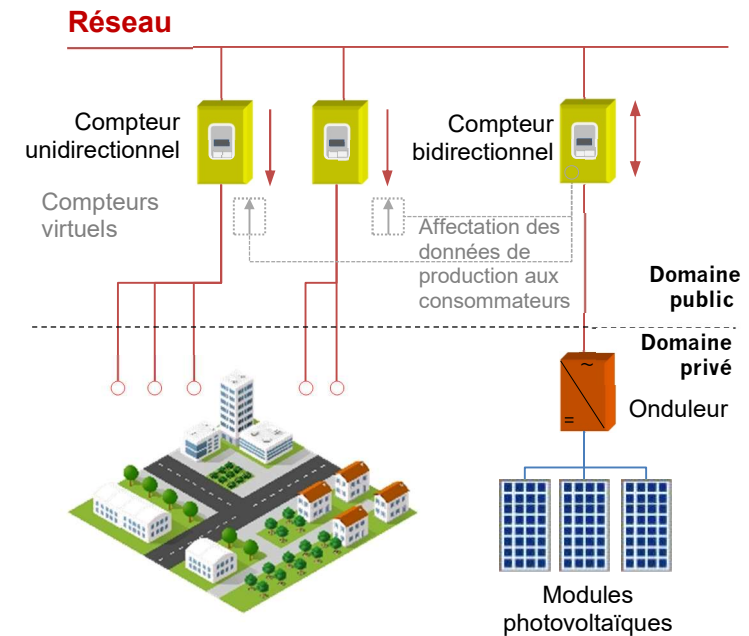 Réseau
Compteur
unidirectionnel
Compteur
bidirectionnel
Compteurs
virtuels
Affectation des
données de
production aux
consommateurs
Domaine
public
Domaine
privé
~
=
Onduleur
Modules
photovoltaïques